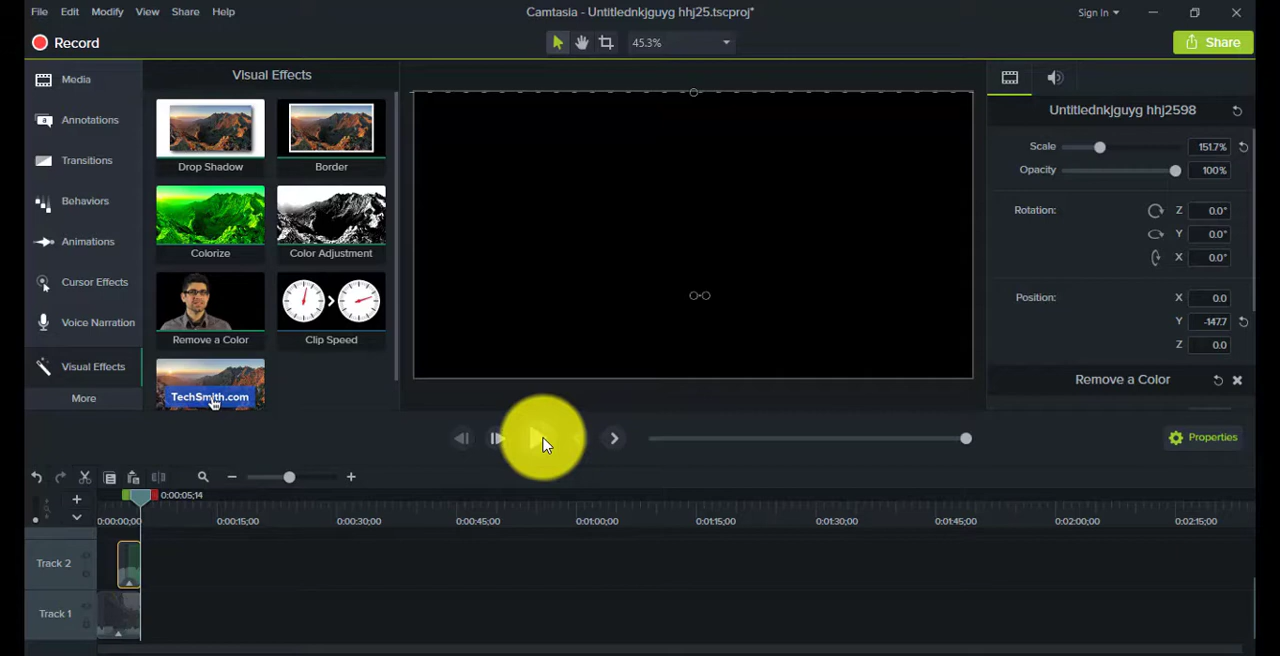 File Edit Modify View Share Help
Camtasia - Untitlednkjguyg hhj25.tscproj*
Sign In
Record
45.3%
Share
Media
Annotations
Transitions
Behaviors
Animations
Cursor Effects
Voice Narration
Visual Effects
More
Visual Effects
Drop Shadow
Border
Colorize
Color Adjustment
Remove a Color
Clip Speed
TechSmith.com
Untitlednkjguyg hhj2598
Scale 151.7%
Opacity 100%
Rotation: Z 0.0°
Y 0.0°
X 0.0°
Position: X 0.0
Y -147.7
Z 0.0
Remove a Color
Properties
0:00:05;14
0:00:00;00 0:00:15;00 0:00:30;00 0:00:45;00 0:01:00;00 0:01:15;00 0:01:30;00 0:01:45;00 0:02:00;00 0:02:15;00
Track 2
Track 1